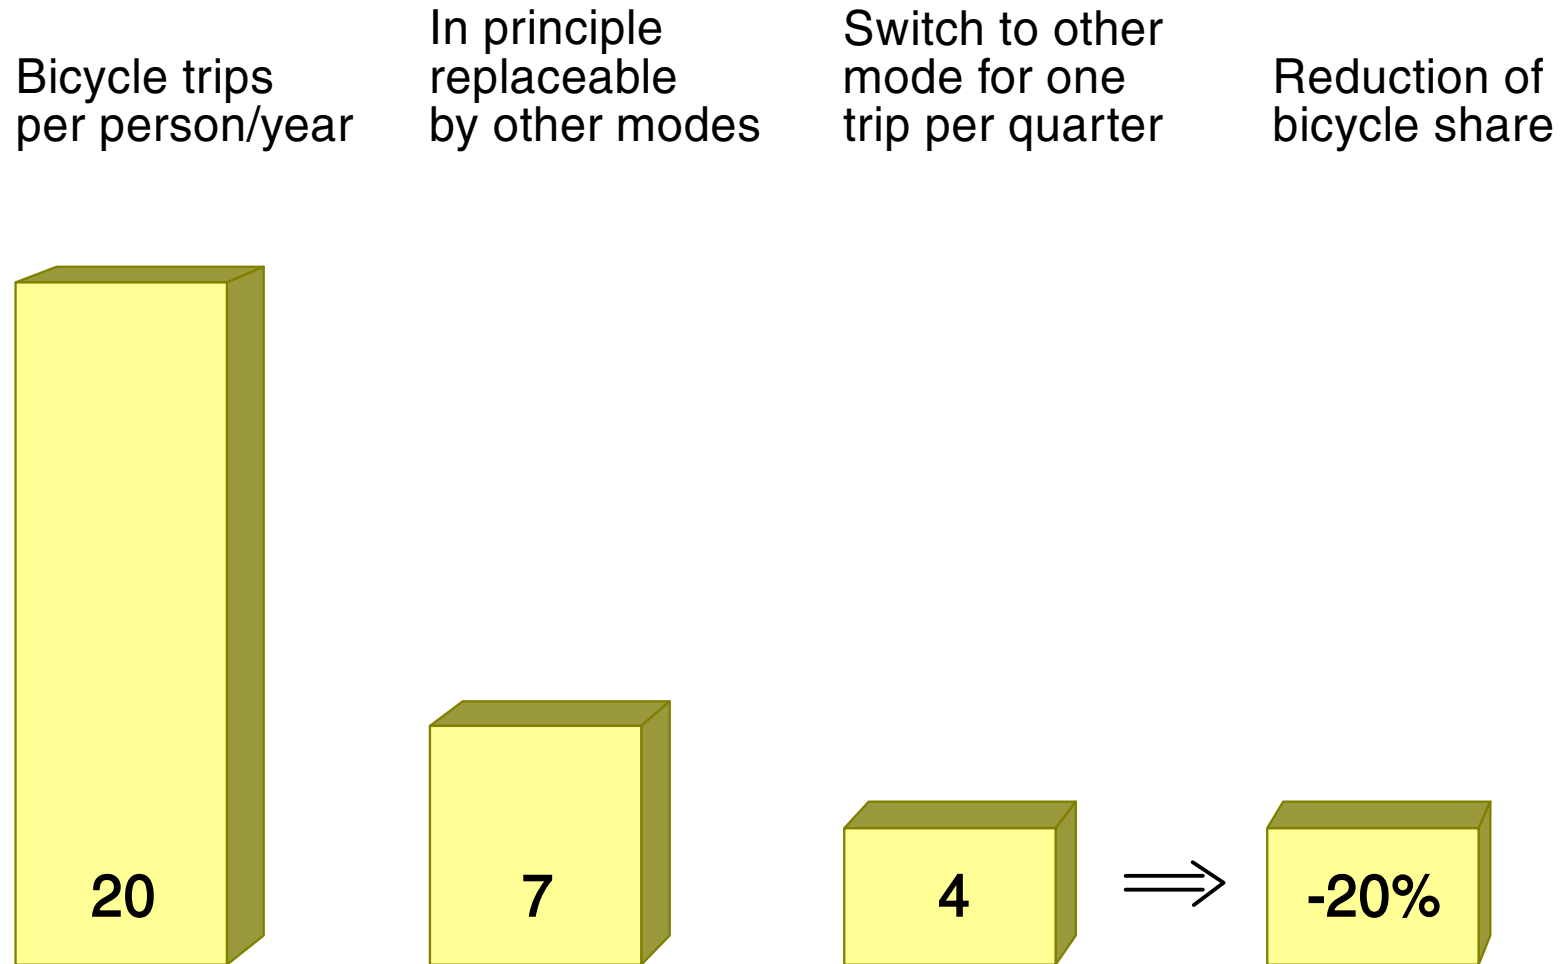 Bicycle trips
per person/year
In principle
replaceable
by other modes
Switch to other
mode for one
trip per quarter
Reduction of
bicycle share
20
7
4
-20%